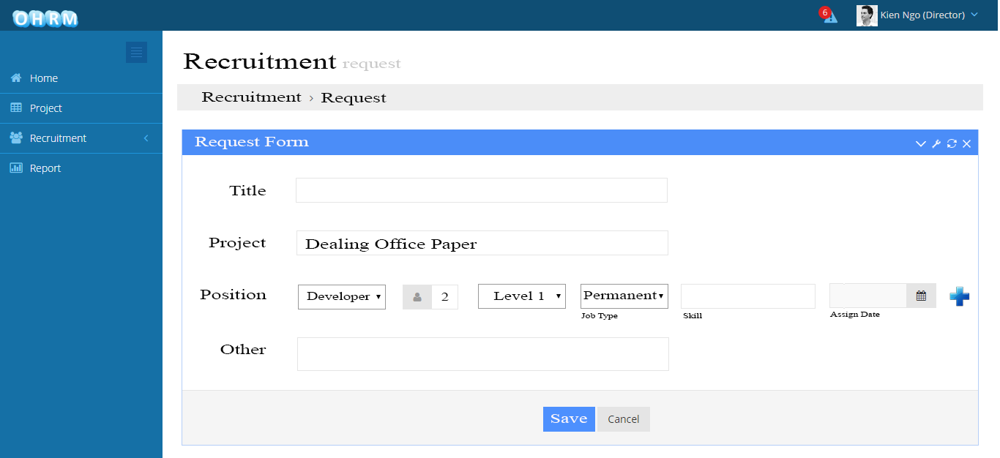 OHRM
6
Kien Ngo (Director)
Home
Project
Recruitment
Report
Recruitment request
Recruitment > Request
Request Form
Title
Project Dealing Office Paper
Position Developer 2 Level 1 Permanent
Job Type Skill Assign Date
Other
Save Cancel